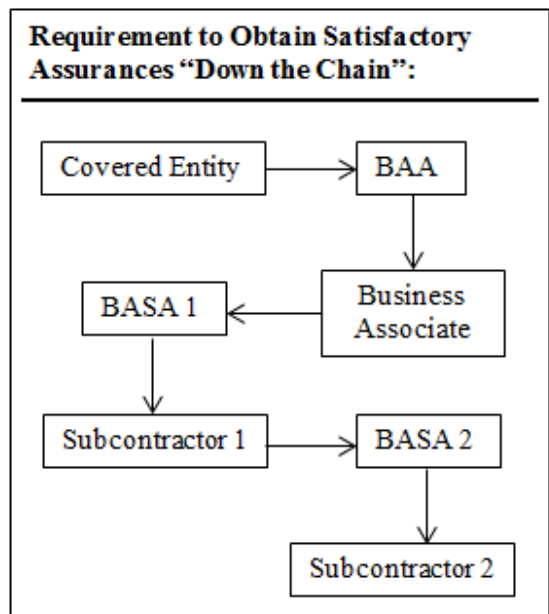 Requirement to Obtain Satisfactory
Assurances “Down the Chain”:
Covered Entity
BAA
Business
Associate
BASA 1
Subcontractor 1
BASA 2
Subcontractor 2